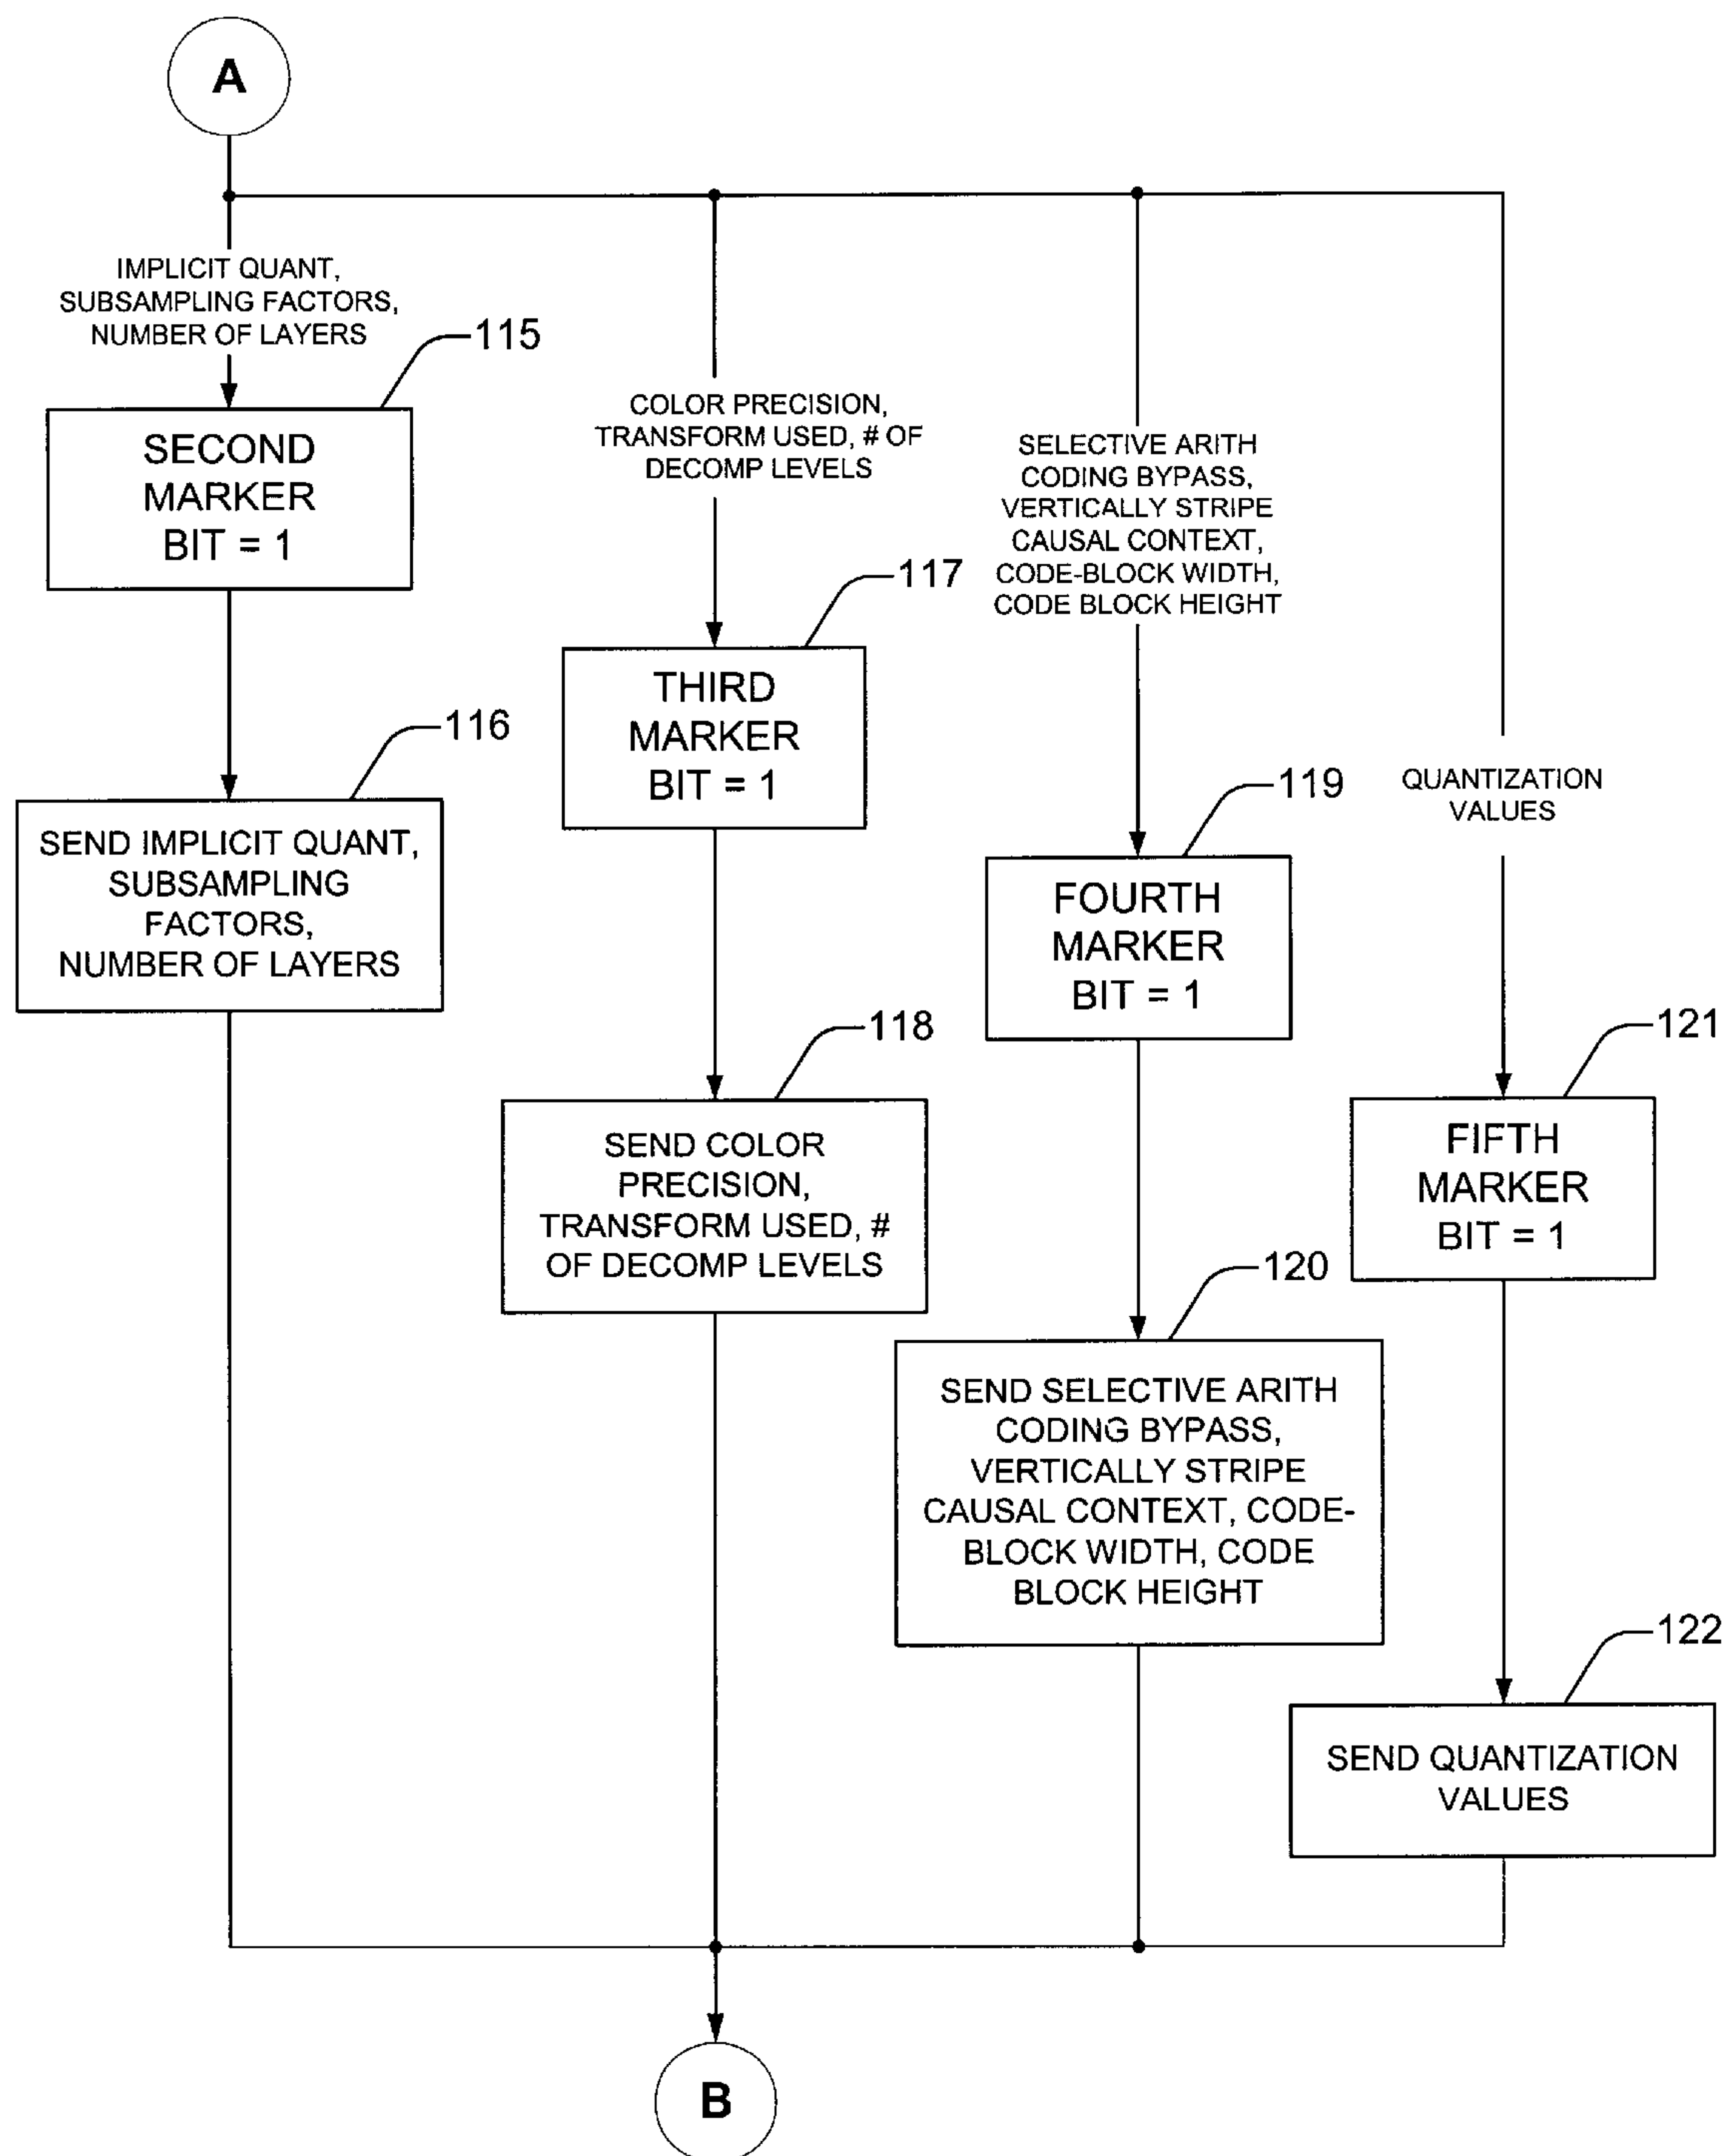 A
IMPLICIT QUANT,
SUBSAMPLING FACTORS,
NUMBER OF LAYERS
115
SECOND
MARKER
BIT = 1
116
SEND IMPLICIT QUANT,
SUBSAMPLING
FACTORS,
NUMBER OF LAYERS
COLOR PRECISION,
TRANSFORM USED, # OF
DECOMP LEVELS
117
THIRD
MARKER
BIT = 1
118
SEND COLOR
PRECISION,
TRANSFORM USED, #
OF DECOMP LEVELS
SELECTIVE ARITH
CODING BYPASS,
VERTICALLY STRIPE
CAUSAL CONTEXT,
CODE-BLOCK WIDTH,
CODE BLOCK HEIGHT
119
FOURTH
MARKER
BIT = 1
120
SEND SELECTIVE ARITH
CODING BYPASS,
VERTICALLY STRIPE
CAUSAL CONTEXT, CODE-
BLOCK WIDTH, CODE
BLOCK HEIGHT
QUANTIZATION
VALUES
121
FIFTH
MARKER
BIT = 1
122
SEND QUANTIZATION
VALUES
B